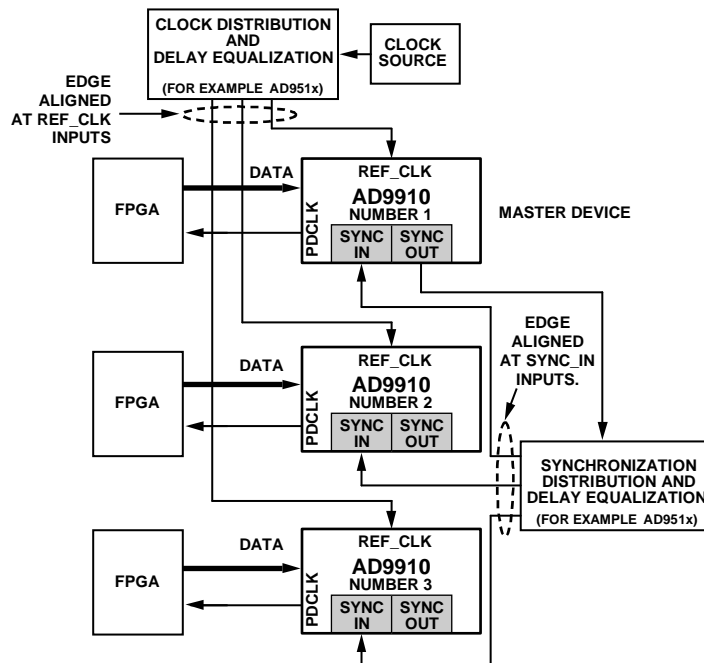 CLOCK DISTRIBUTION
AND
DELAY EQUALIZATION
(FOR EXAMPLE AD951x)
CLOCK
SOURCE
EDGE
ALIGNED
AT REF_CLK
INPUTS
FPGA
DATA
PDCLK
REF_CLK
AD9910
NUMBER 1
SYNC
IN
SYNC
OUT
MASTER DEVICE
EDGE
ALIGNED
AT SYNC_IN
INPUTS.
FPGA
DATA
PDCLK
REF_CLK
AD9910
NUMBER 2
SYNC
IN
SYNC
OUT
SYNCHRONIZATION
DISTRIBUTION AND
DELAY EQUALIZATION
(FOR EXAMPLE AD951x)
FPGA
DATA
PDCLK
REF_CLK
AD9910
NUMBER 3
SYNC
IN
SYNC
OUT